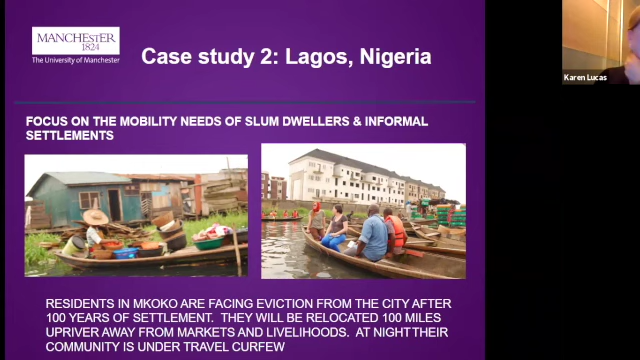 MANCHESTER
1824
The University of Manchester
Case study 2: Lagos, Nigeria
Karen Lucas
FOCUS ON THE MOBILITY NEEDS OF SLUM DWELLERS & INFORMAL
SETTLEMENTS
RESIDENTS IN MKOKO ARE FACING EVICTION FROM THE CITY AFTER
100 YEARS OF SETTLEMENT.  THEY WILL BE RELOCATED 100 MILES
UPRIVER AWAY FROM MARKETS AND LIVELIHOODS.  AT NIGHT THEIR
COMMUNITY IS UNDER TRAVEL CURFEW